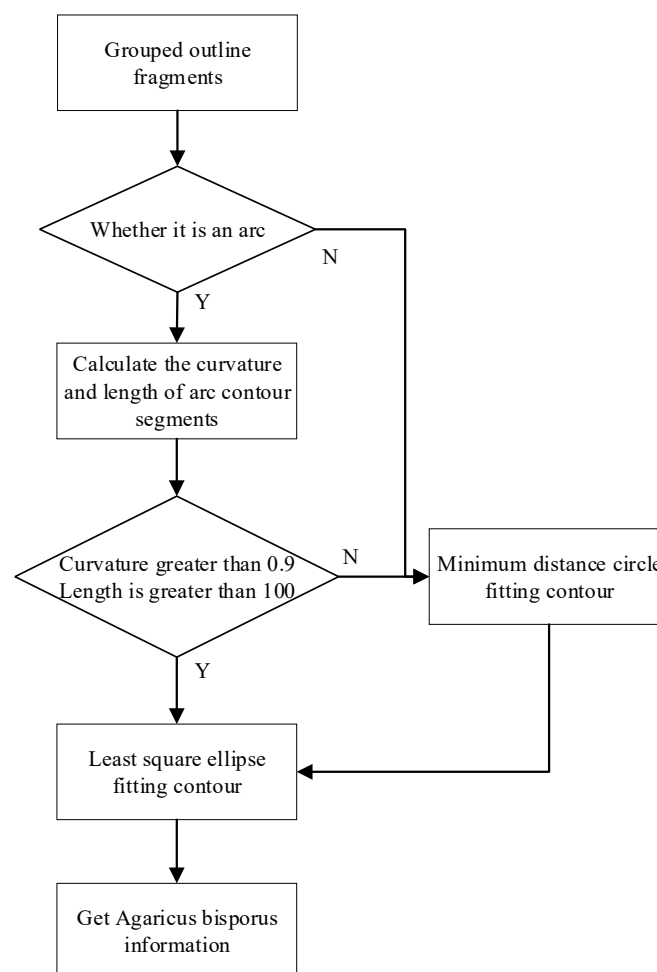 Grouped outline
fragments
Whether it is an arc
N
Y
Calculate the curvature
and length of arc contour
segments
Curvature greater than 0.9
Length is greater than 100
N
Minimum distance circle
fitting contour
Y
Least square ellipse
fitting contour
Get Agaricus bisporus
information